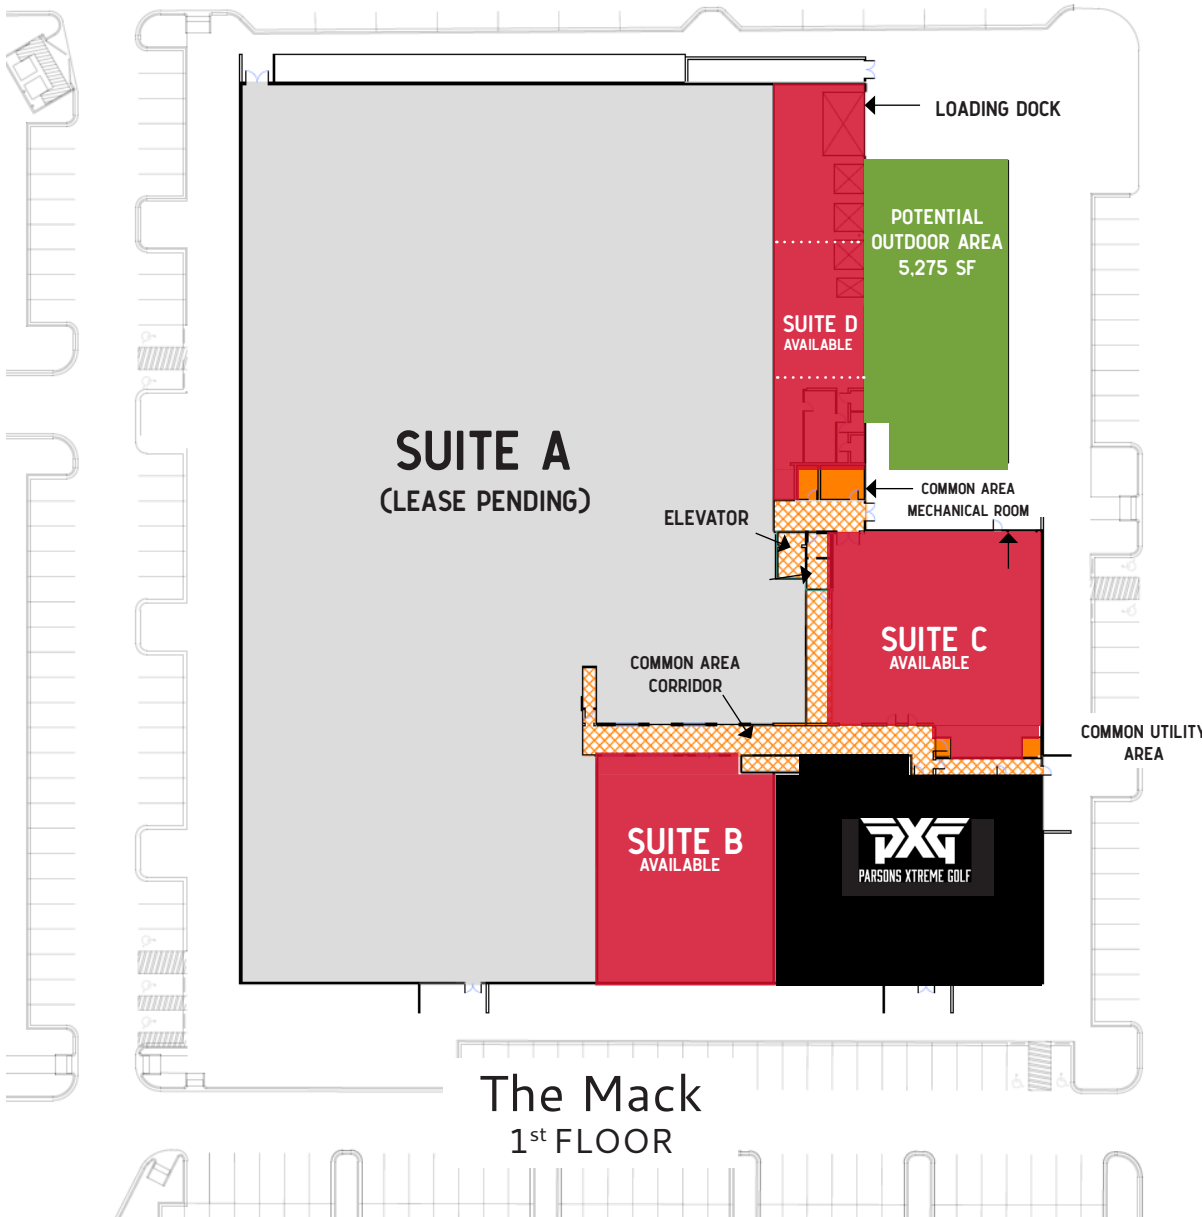 LOADING DOCK
POTENTIAL
OUTDOOR AREA
5,275 SF
SUITE D
AVAILABLE
SUITE A
(LEASE PENDING)
COMMON AREA
MECHANICAL ROOM
ELEVATOR
SUITE C
AVAILABLE
COMMON AREA
CORRIDOR
COMMON UTILITY
AREA
SUITE B
AVAILABLE
PXG
PARSONS XTREME GOLF
The Mack
1st FLOOR